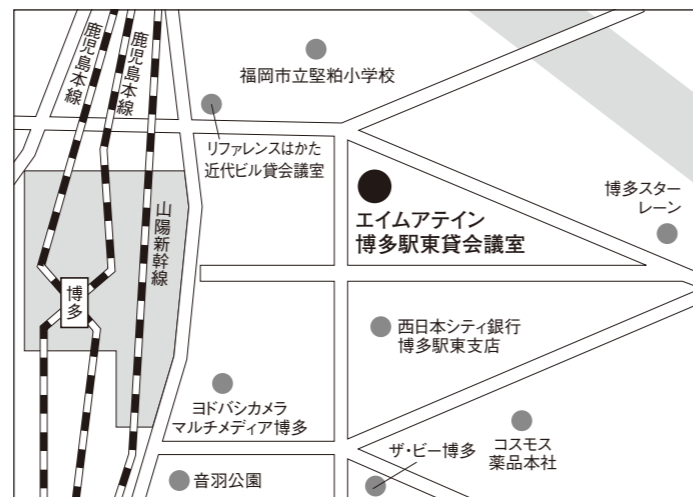 鹿児島本線
鹿児島本線
福岡市立堅粕小学校
リファレンスはかた
近代ビル貸会議室
山陽新幹線
エイムアテイン
博多駅東貸会議室
博多スター
レーン
博多
西日本シティ銀行
博多駅東支店
ヨドバシカメラ
マルチメディア博多
ザ・ビー博多
コスモス
薬品本社
音羽公園